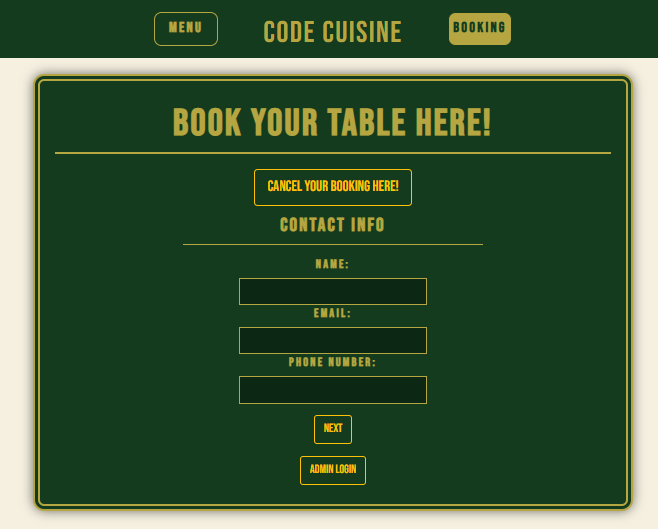 MENU
CODE CUISINE
BOOKING
BOOK YOUR TABLE HERE!
CANCEL YOUR BOOKING HERE!
CONTACT INFO
NAME:
EMAIL:
PHONE NUMBER:
NEXT
ADMIN LOGIN